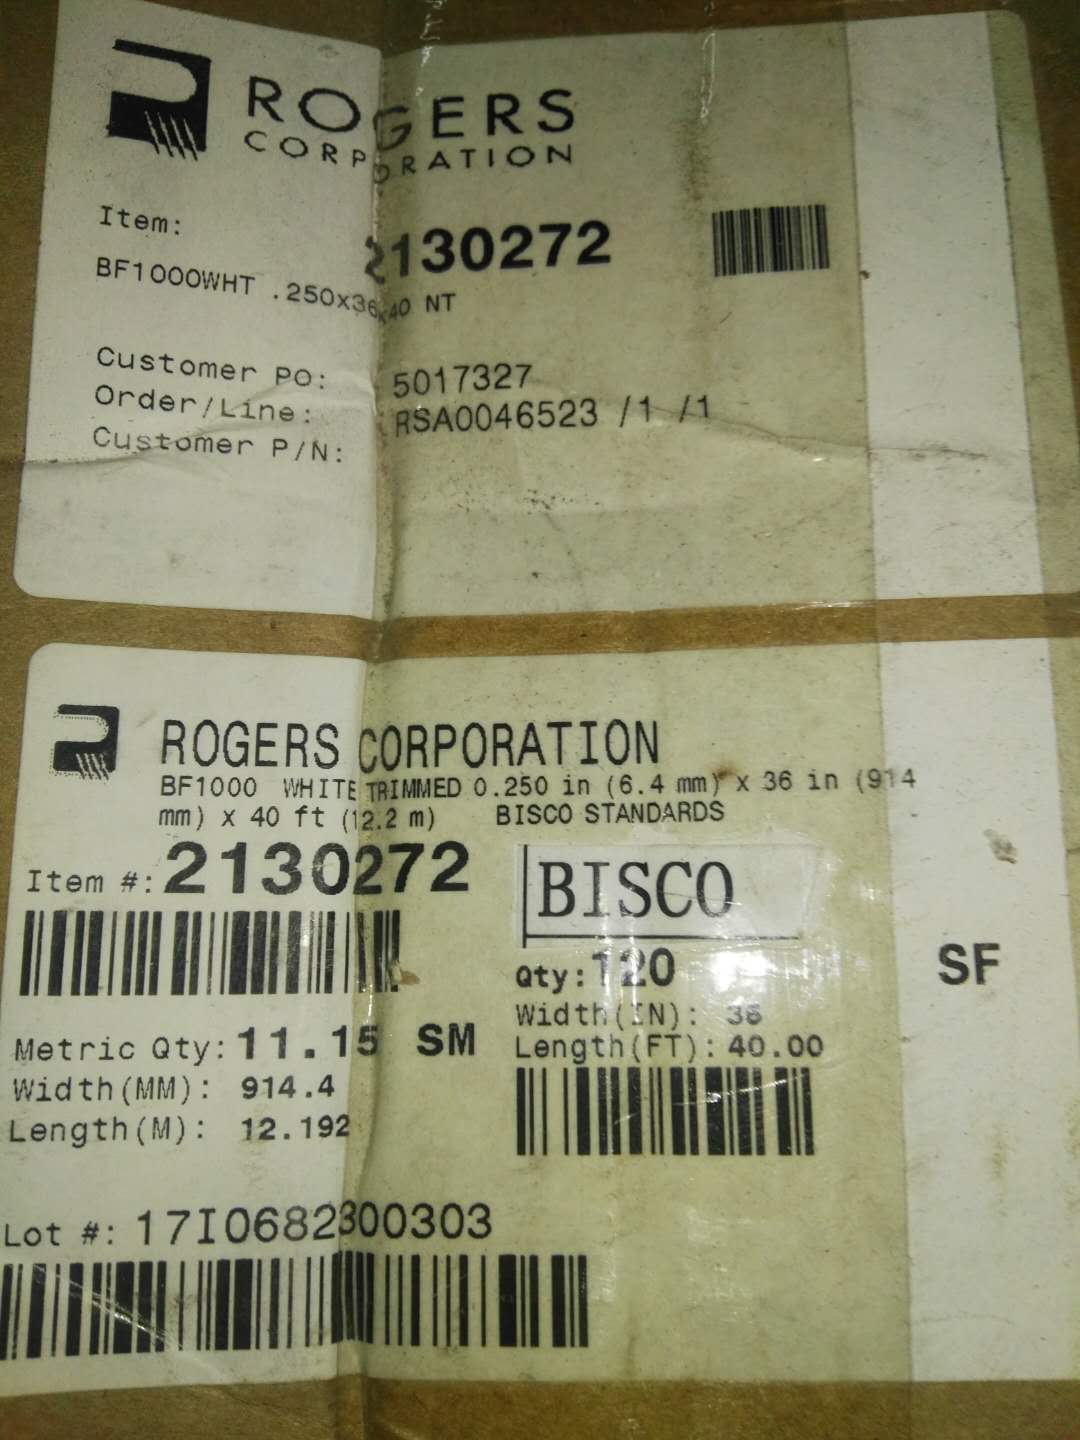 ROGERS
CORPORATION
Item: 2130272
BF1000WHT .250x36x40 NT
Customer PO: 5017327
Order/Line: RSA0046523 /1 /1
Customer P/N:
ROGERS CORPORATION
BF1000 WHITE TRIMMED 0.250 in (6.4 mm) x 36 in (914
mm) x 40 ft (12.2 m) BISCO STANDARDS
Item #: 2130272
BISCO
Qty: 120 SF
Width(IN): 36
Length(FT): 40.00
Metric Qty: 11.15 SM
Width(MM): 914.4
Length(M): 12.192
Lot #: 17I0682300303